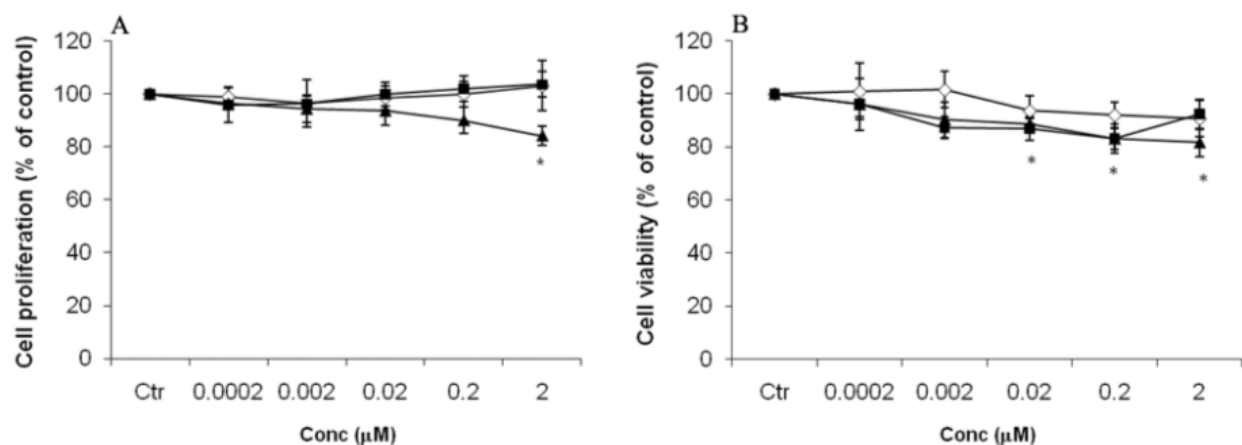 A
Cell proliferation (% of control)
120
100
80
60
40
20
0
*
Ctr 0.0002 0.002 0.02 0.2 2
Conc (μM)
B
Cell viability (% of control)
120
100
80
60
40
20
0
* * *
Ctr 0.0002 0.002 0.02 0.2 2
Conc (μM)